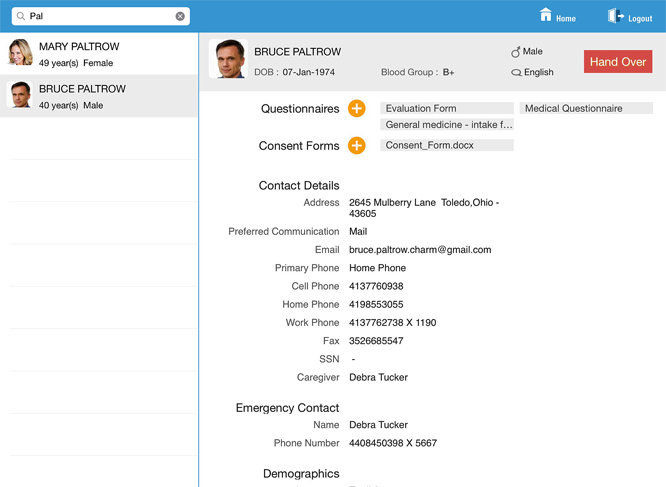 Pal
Home
Logout
MARY PALTROW
49 year(s) Female
BRUCE PALTROW
40 year(s) Male
BRUCE PALTROW
Male
DOB : 07-Jan-1974 Blood Group : B+
English
Hand Over
Questionnaires
Evaluation Form Medical Questionnaire
General medicine - intake f...
Consent Forms
Consent_Form.docx
Contact Details
Address 2645 Mulberry Lane Toledo,Ohio -
43605
Preferred Communication Mail
Email bruce.paltrow.charm@gmail.com
Primary Phone Home Phone
Cell Phone 4137760938
Home Phone 4198553055
Work Phone 4137762738 X 1190
Fax 3526685547
SSN -
Caregiver Debra Tucker
Emergency Contact
Name Debra Tucker
Phone Number 4408450398 X 5667
Demographics